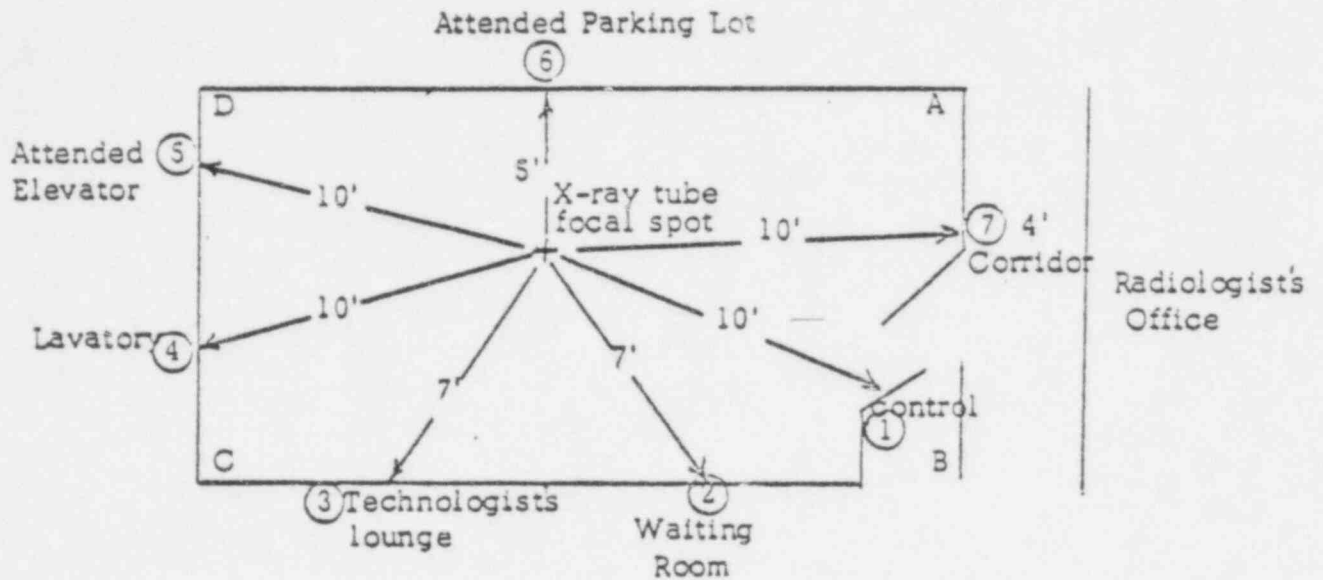 Attended Parking Lot
6
D
A
Attended
Elevator
5
10'
5'
X-ray tube
focal spot
10'
7
4'
Corridor
Radiologist's
Office
10'
10'
Lavatory
4
7'
7'
control
1
C
B
3 Technologists
lounge
2
Waiting
Room